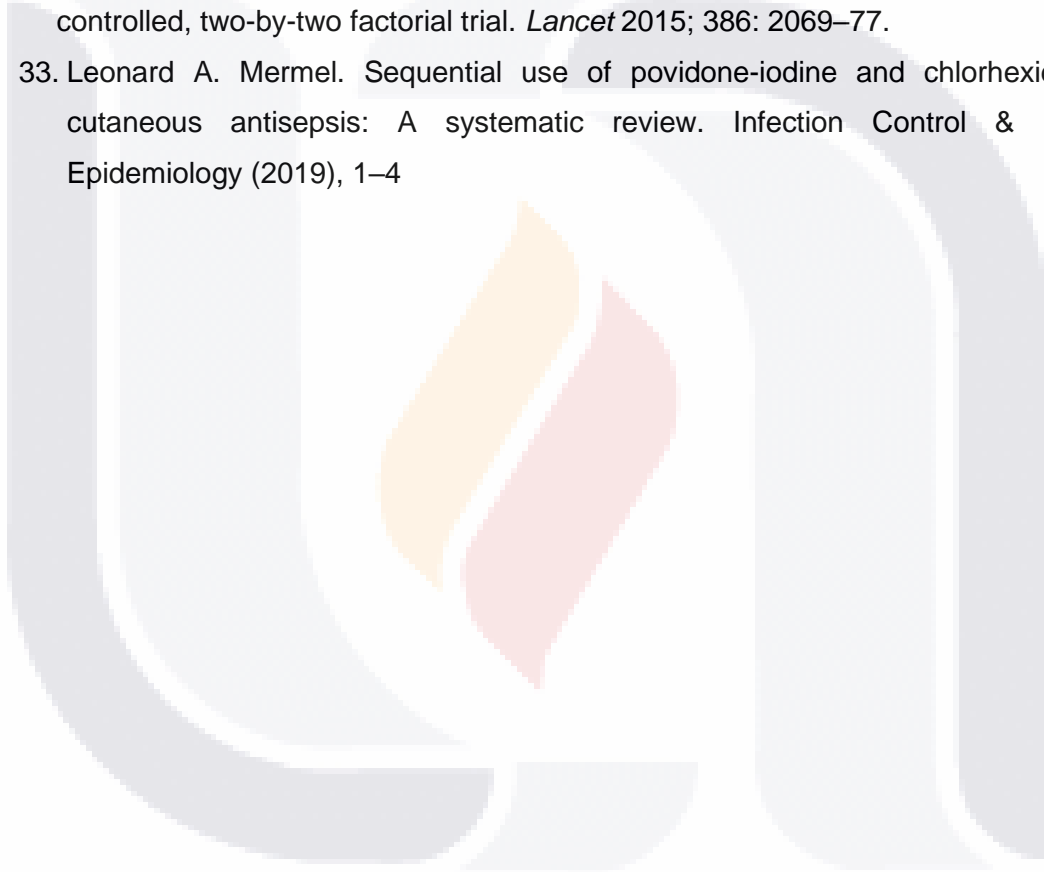 controlled, two-by-two factorial trial. Lancet 2015; 386: 2069–77.
33. Leonard A. Mermel. Sequential use of povidone-iodine and
cutaneous antisepsis: A systematic review. Infection Control &
Epidemiology (2019), 1–4